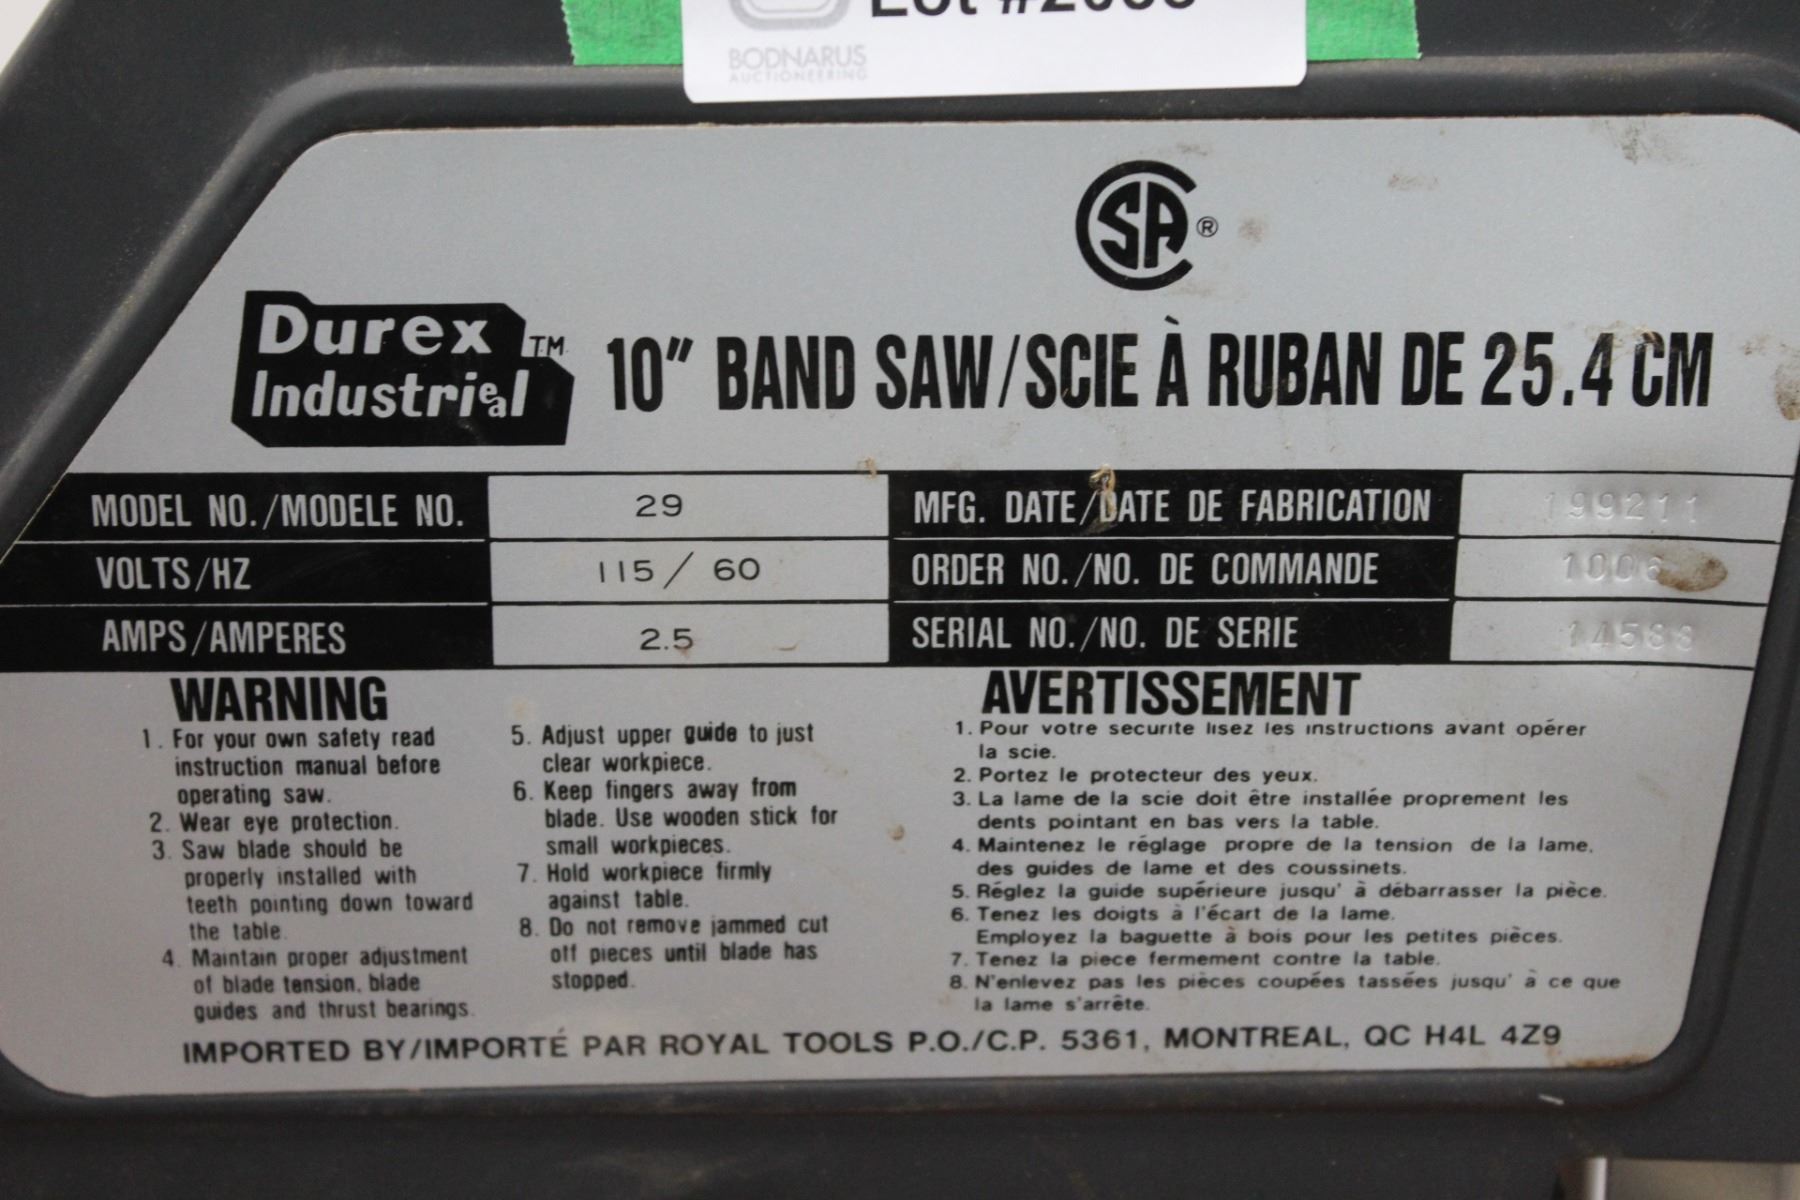 BODNARUS
AUCTIONEERING
CSA ®
Durex TM
Industriel/al
10" BAND SAW/SCIE À RUBAN DE 25.4 CM
MODEL NO./MODELE NO. 29 MFG. DATE/DATE DE FABRICATION 199211
VOLTS/HZ 115/60 ORDER NO./NO. DE COMMANDE
AMPS/AMPERES 2.5 SERIAL NO./NO. DE SERIE
WARNING
1. For your own safety read
instruction manual before
operating saw.
2. Wear eye protection.
3. Saw blade should be
properly installed with
teeth pointing down toward
the table.
4. Maintain proper adjustment
of blade tension, blade
guides and thrust bearings.
5. Adjust upper guide to just
clear workpiece.
6. Keep fingers away from
blade. Use wooden stick for
small workpieces.
7. Hold workpiece firmly
against table.
8. Do not remove jammed cut
off pieces until blade has
stopped.
AVERTISSEMENT
1. Pour votre securite lisez les instructions avant opérer
la scie.
2. Portez le protecteur des yeux.
3. La lame de la scie doit être installée proprement les
dents pointant en bas vers la table.
4. Maintenez le réglage propre de la tension de la lame,
des guides de lame et des coussinets.
5. Réglez la guide supérieure jusqu' à débarrasser la pièce.
6. Tenez les doigts à l'écart de la lame.
Employez la baguette à bois pour les petites pièces.
7. Tenez la piece fermement contre la table.
8. N'enlevez pas les pièces coupées tassées jusqu' à ce que
la lame s'arrête.
IMPORTED BY/IMPORTÉ PAR ROYAL TOOLS P.O./C.P. 5361, MONTREAL, QC H4L 4Z9